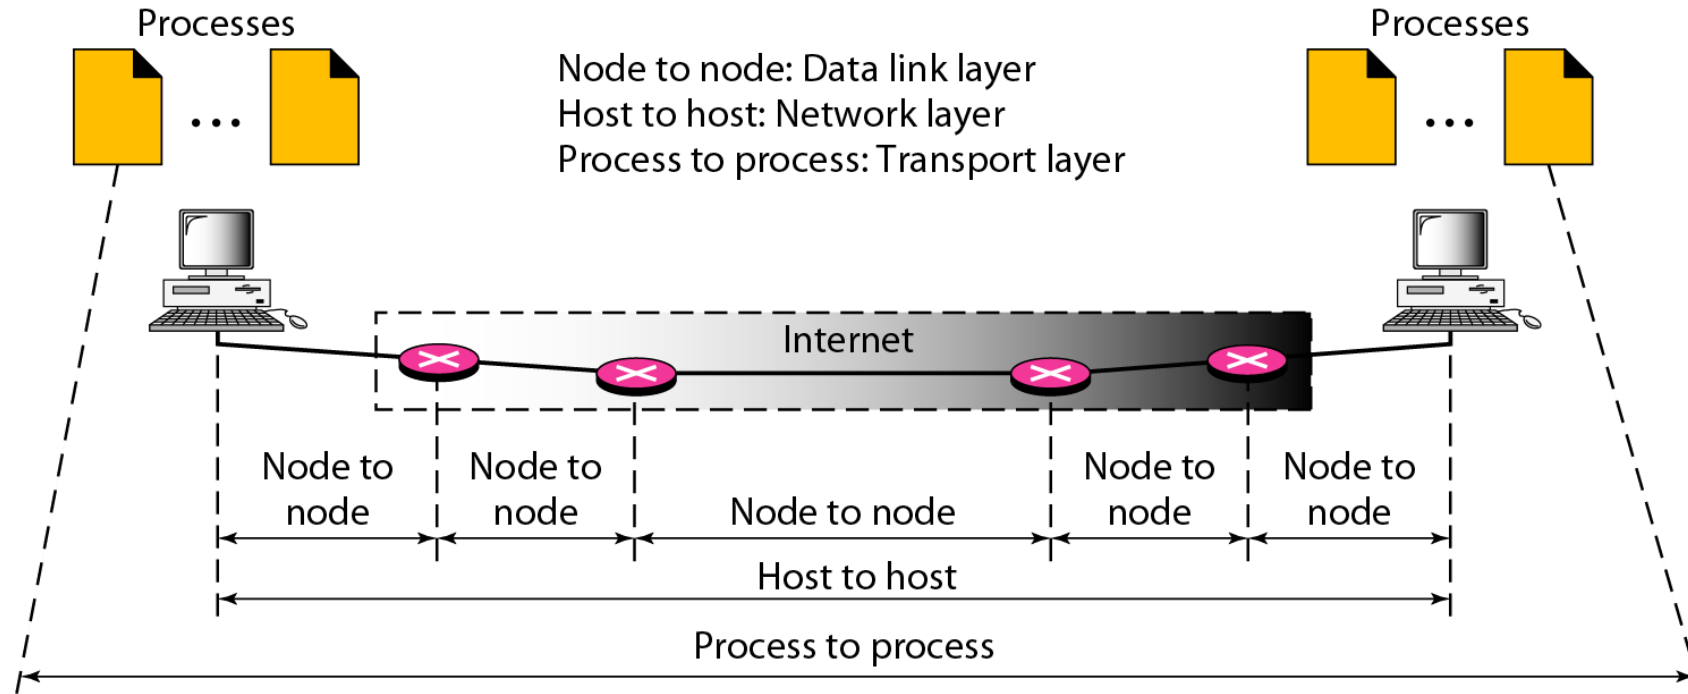 Processes
Processes
Node to node: Data link layer
Host to host: Network layer
Process to process: Transport layer
Internet
Node to
node
Node to
node
Node to node
Node to
node
Node to
node
Host to host
Process to process